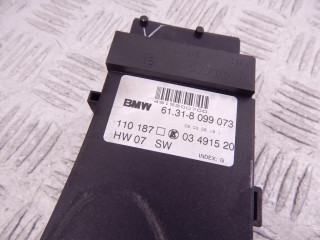 BMW 61.31-8 099 073
110 187 K 03 4915 20
HW 07 SW
INDEX: G